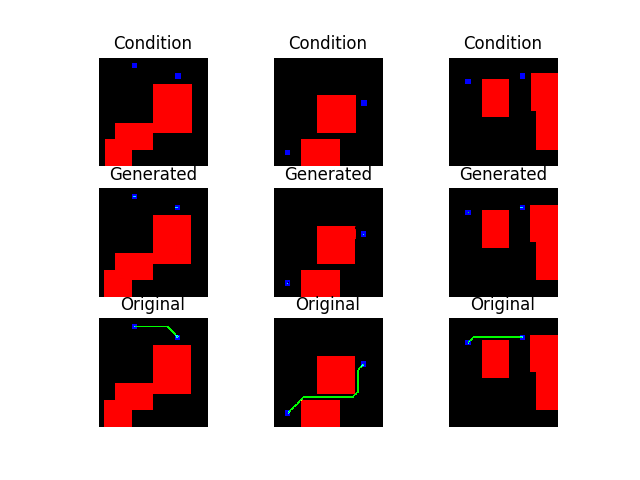 Condition Condition Condition
Generated Generated Generated
Original Original Original